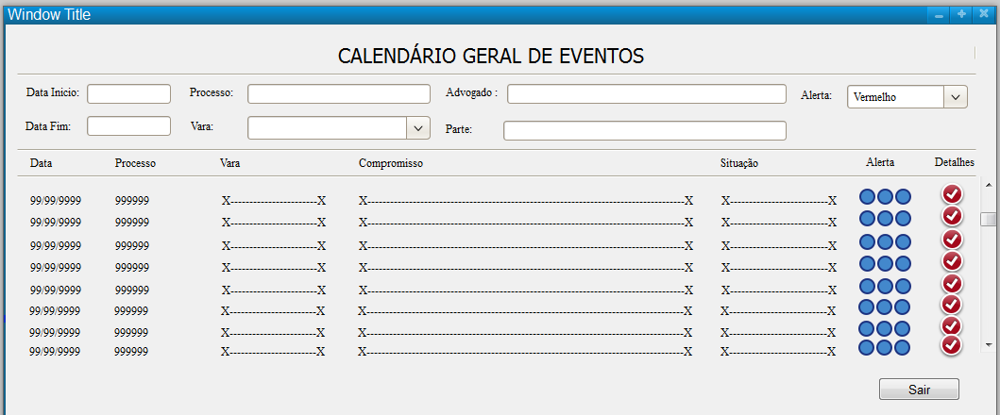 Window Title
CALENDÁRIO GERAL DE EVENTOS
Data Inicio: Processo: Advogado : Alerta: Vermelho
Data Fim: Vara: Parte:
Data Processo Vara Compromisso Situação Alerta Detalhes
99/99/9999 999999 X-----------------------X X-------------------------------------------------------------------------------------X X--------------------------X
99/99/9999 999999 X-----------------------X X-------------------------------------------------------------------------------------X X--------------------------X
99/99/9999 999999 X-----------------------X X-------------------------------------------------------------------------------------X X--------------------------X
99/99/9999 999999 X-----------------------X X-------------------------------------------------------------------------------------X X--------------------------X
99/99/9999 999999 X-----------------------X X-------------------------------------------------------------------------------------X X--------------------------X
99/99/9999 999999 X-----------------------X X-------------------------------------------------------------------------------------X X--------------------------X
99/99/9999 999999 X-----------------------X X-------------------------------------------------------------------------------------X X--------------------------X
99/99/9999 999999 X-----------------------X X-------------------------------------------------------------------------------------X X--------------------------X
Sair